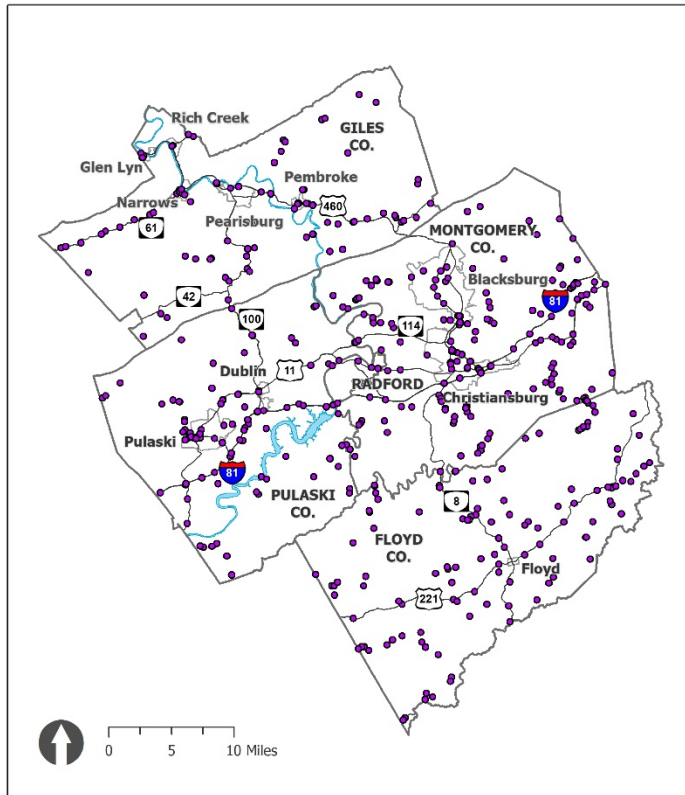 Rich Creek
GILES
CO.
Glen Lyn
Pembroke
Narrows
460
Pearisburg
61
MONTGOMERY
CO.
Blacksburg
42
81
100
114
Dublin
11
RADFORD
Christiansburg
Pulaski
81
PULASKI
CO.
8
FLOYD
CO.
Floyd
221
0 5 10 Miles